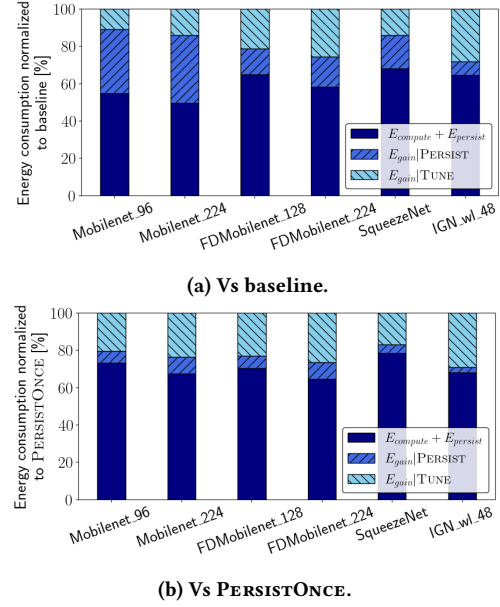 Energy consumption normalized
to baseline [%]
100
80
60
40
20
0
E_compute + E_persist
E_gain|PERSIST
E_gain|TUNE
Mobilenet_96
Mobilenet_224
FDMobilenet_128
FDMobilenet_224
SqueezeNet
IGN_wl_48
(a) Vs baseline.
Energy consumption normalized
to PERSISTONCE [%]
100
80
60
40
20
0
E_compute + E_persist
E_gain|PERSIST
E_gain|TUNE
Mobilenet_96
Mobilenet_224
FDMobilenet_128
FDMobilenet_224
SqueezeNet
IGN_wl_48
(b) Vs PERSISTONCE.